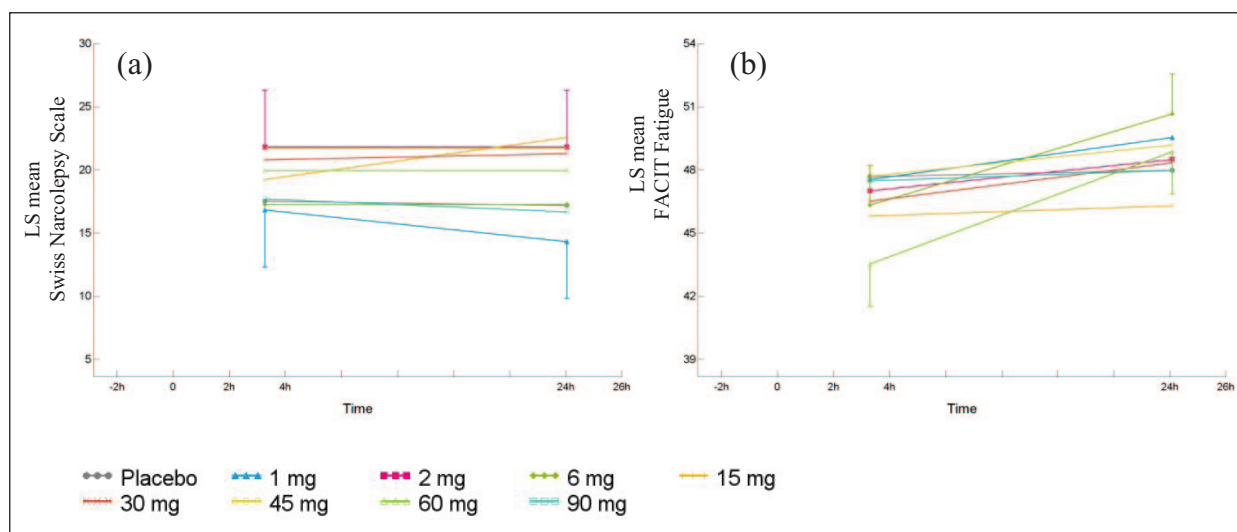 (a)
30
25
20
15
10
5
LS mean
Swiss Narcolepsy Scale
-2h 0 2h 4h 24h 26h
Time
(b)
54
51
48
45
42
39
LS mean
FACIT Fatigue
-2h 0 2h 4h 24h 26h
Time
Placebo 1 mg 2 mg 6 mg 15 mg
30 mg 45 mg 60 mg 90 mg